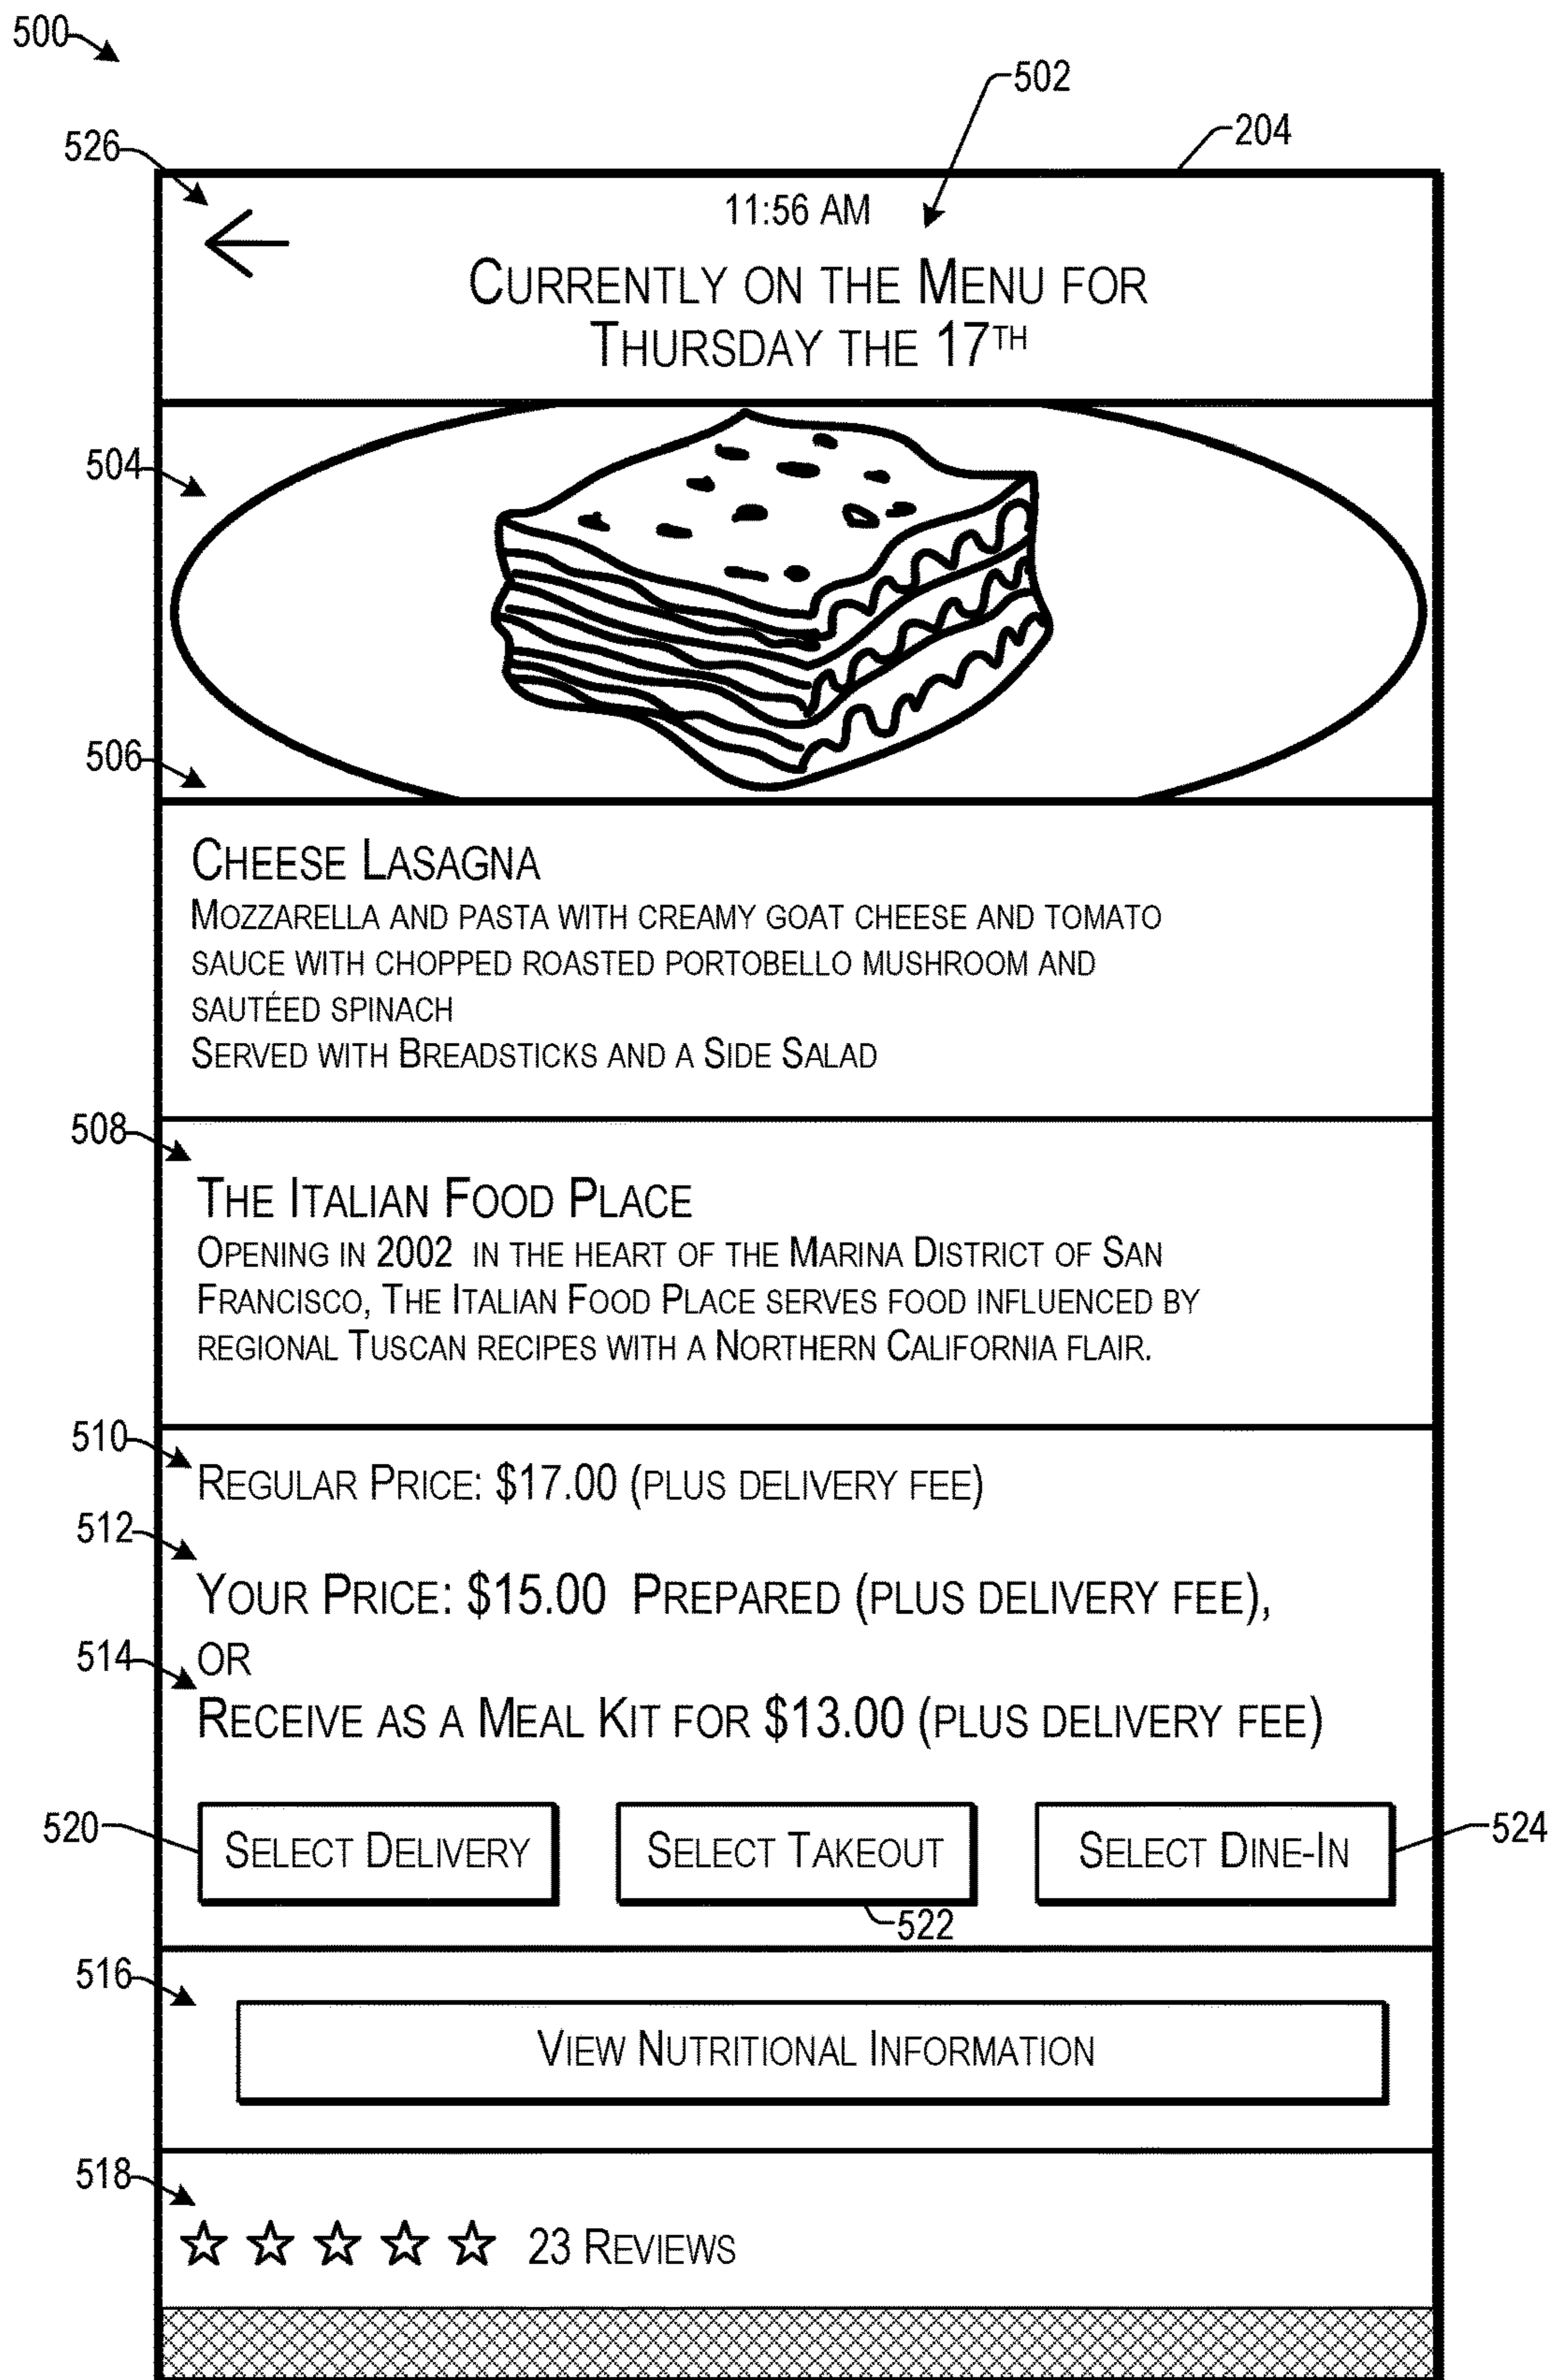 500
502
204
526
11:56 AM
CURRENTLY ON THE MENU FOR
THURSDAY THE 17TH
504
506
CHEESE LASAGNA
MOZZARELLA AND PASTA WITH CREAMY GOAT CHEESE AND TOMATO
SAUCE WITH CHOPPED ROASTED PORTOBELLO MUSHROOM AND
SAUTÉED SPINACH
SERVED WITH BREADSTICKS AND A SIDE SALAD
508
THE ITALIAN FOOD PLACE
OPENING IN 2002 IN THE HEART OF THE MARINA DISTRICT OF SAN
FRANCISCO, THE ITALIAN FOOD PLACE SERVES FOOD INFLUENCED BY
REGIONAL TUSCAN RECIPES WITH A NORTHERN CALIFORNIA FLAIR.
510
REGULAR PRICE: $17.00 (PLUS DELIVERY FEE)
512
YOUR PRICE: $15.00 PREPARED (PLUS DELIVERY FEE),
OR
514
RECEIVE AS A MEAL KIT FOR $13.00 (PLUS DELIVERY FEE)
520
SELECT DELIVERY
SELECT TAKEOUT
SELECT DINE-IN
524
522
516
VIEW NUTRITIONAL INFORMATION
518
23 REVIEWS